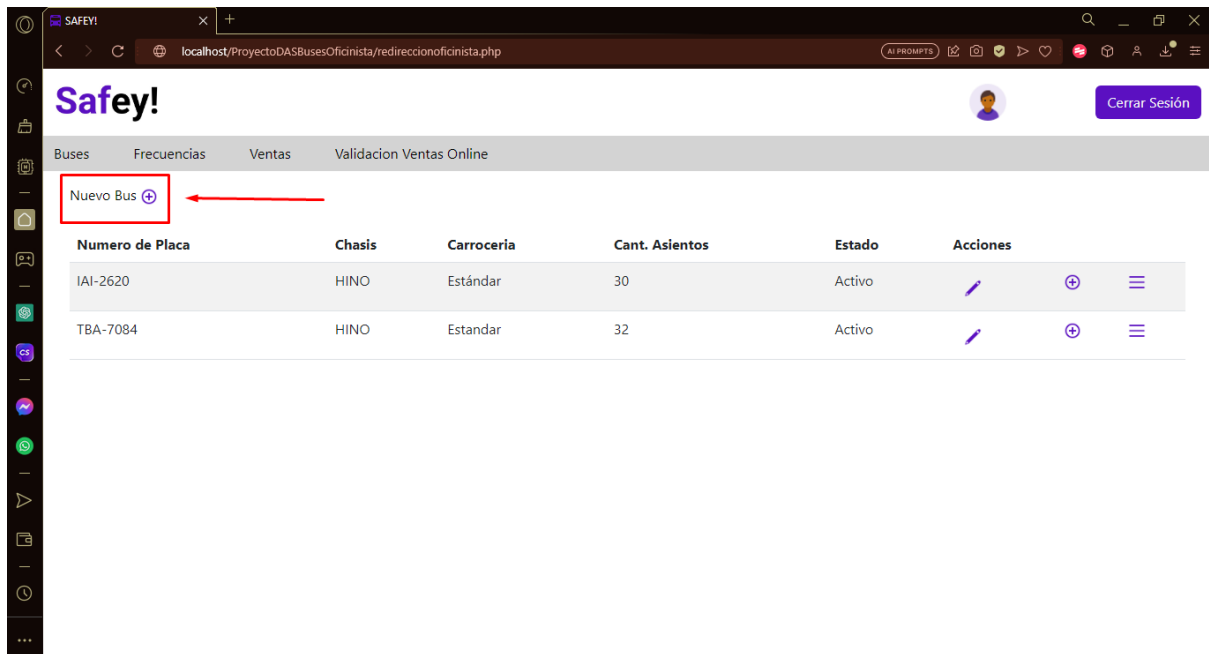 SAFEY!
localhost/ProyectoDASBusesOficinista/redireccionoficinista.php
AI PROMPTS
Safey!
Cerrar Sesión
Buses Frecuencias Ventas Validacion Ventas Online
Nuevo Bus
Numero de Placa Chasis Carroceria Cant. Asientos Estado Acciones
IAI-2620 HINO Estándar 30 Activo
TBA-7084 HINO Estandar 32 Activo
CS